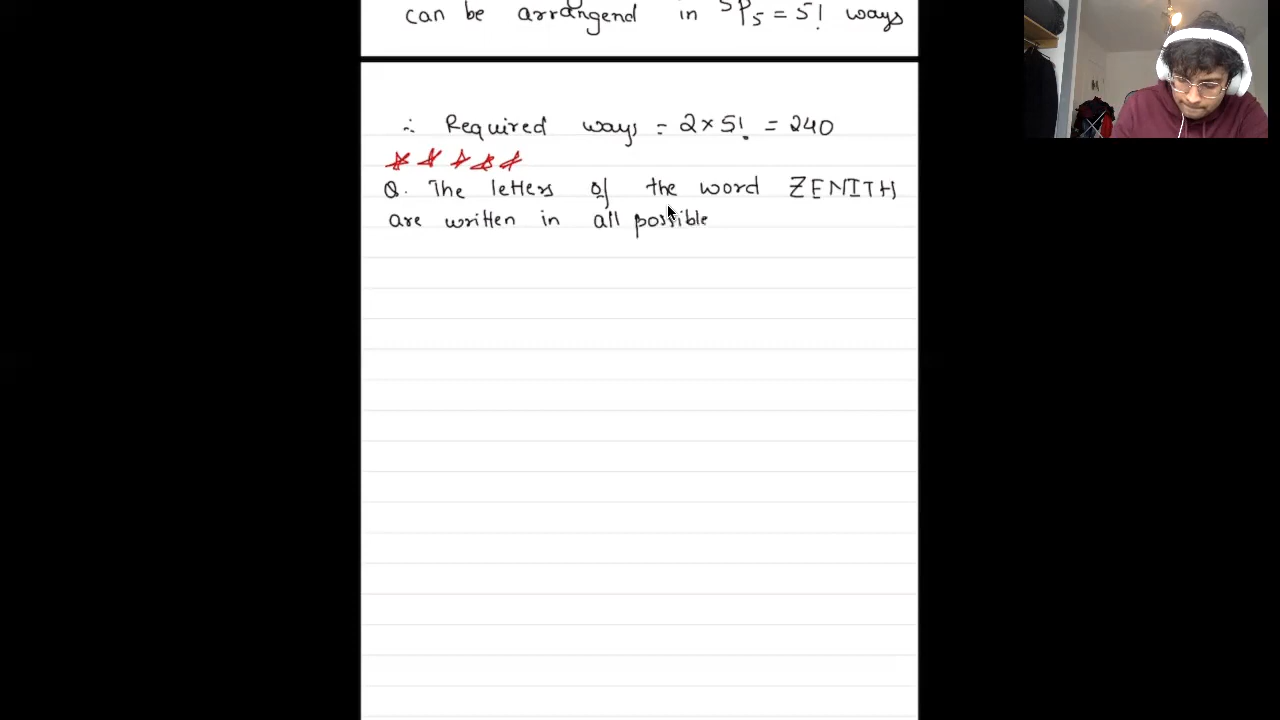 can be arrangend in ⁵P₅ = 5! ways
∴ Required ways = 2 × 5! = 240
Q. The letters of the word ZENITH
are written in all possible